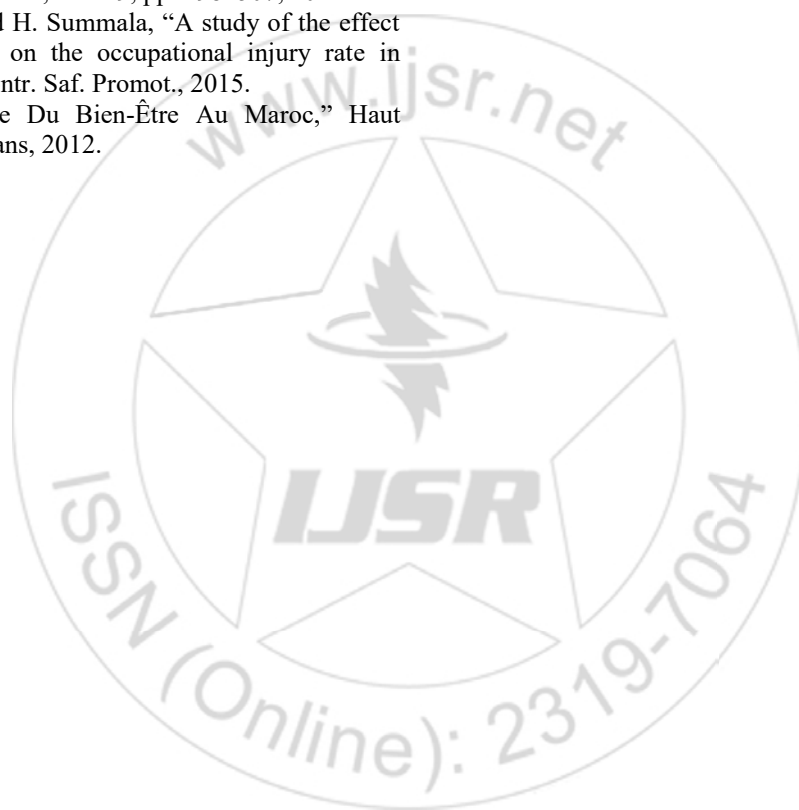 H. Summala, “A study of the effect
on the occupational injury rate in
ntr. Saf. Promot., 2015.
e Du Bien-Être Au Maroc,” Haut
ans, 2012.
www.ijsr.net
IJSR
ISSN (Online): 2319-7064